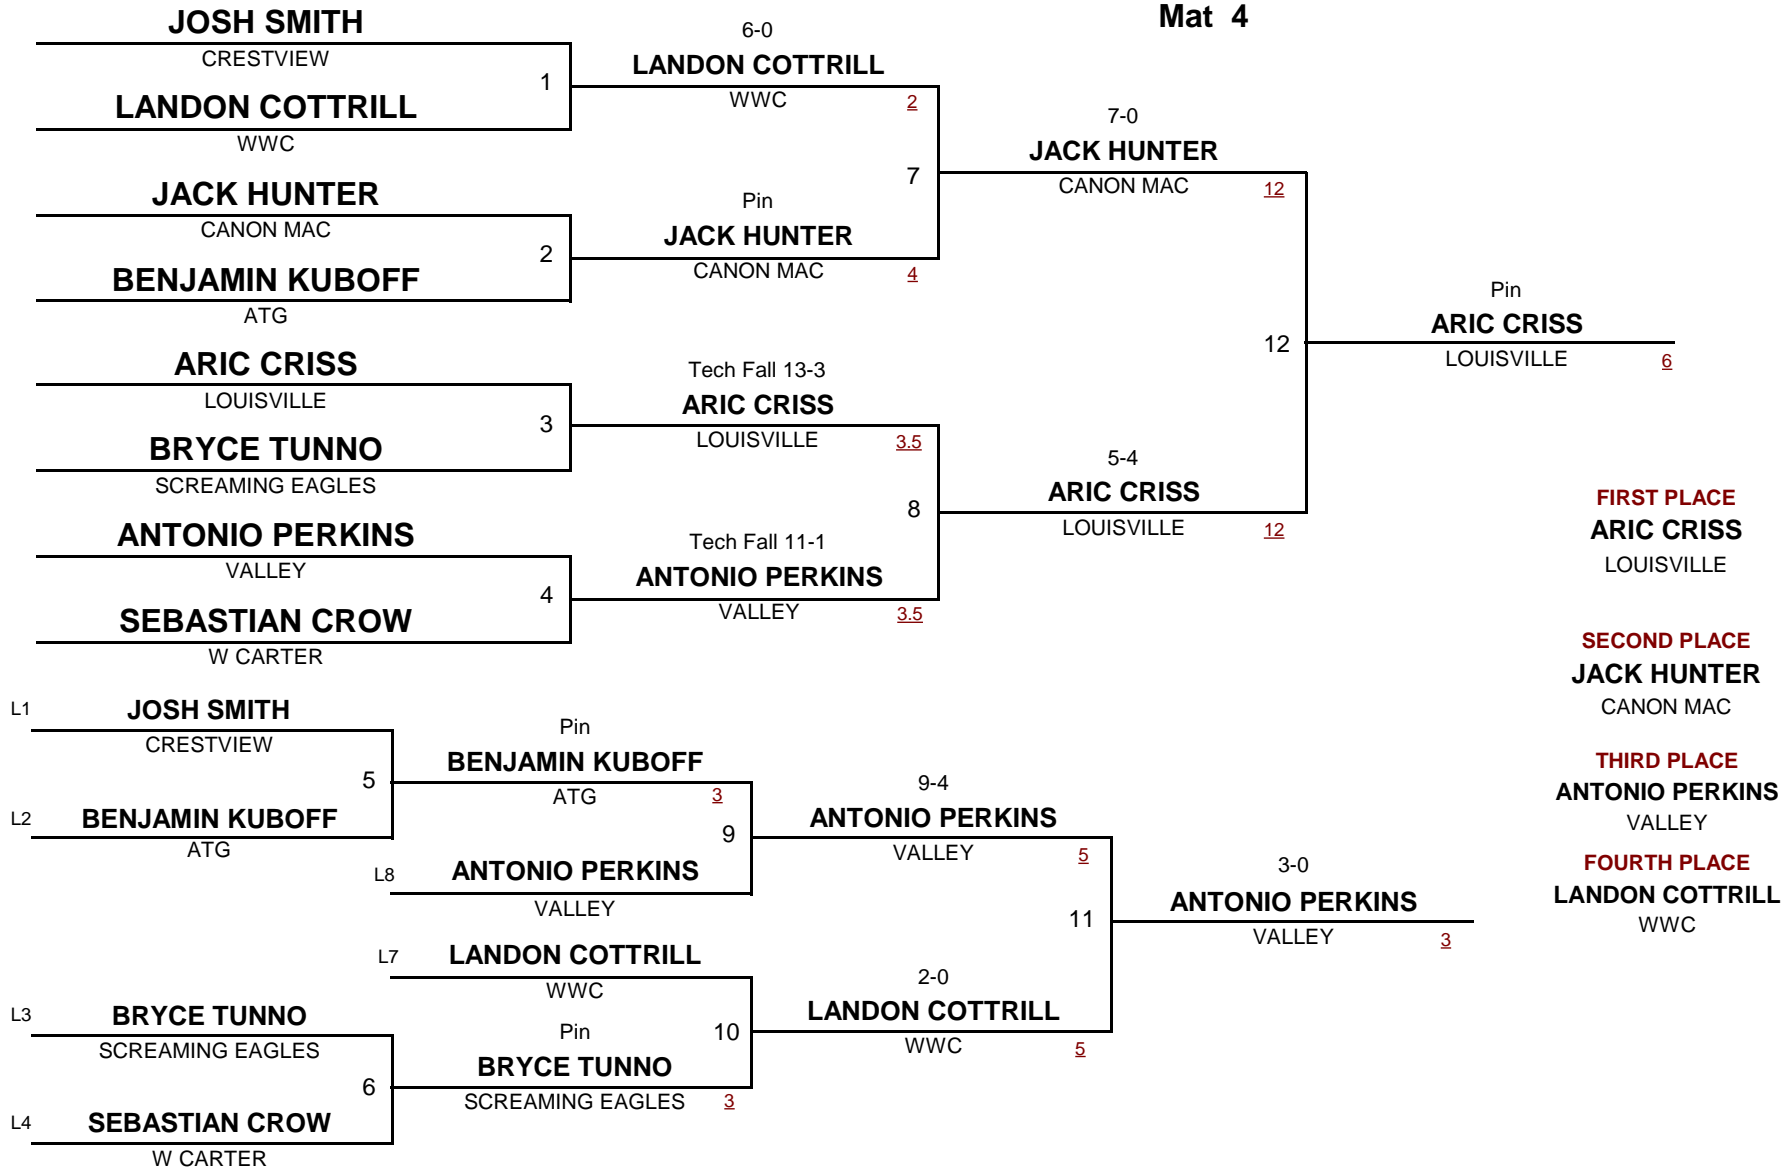 Mat 4
JOSH SMITH
CRESTVIEW
1
LANDON COTTRILL
WWC
JACK HUNTER
CANON MAC
2
BENJAMIN KUBOFF
ATG
ARIC CRISS
LOUISVILLE
3
BRYCE TUNNO
SCREAMING EAGLES
ANTONIO PERKINS
VALLEY
4
SEBASTIAN CROW
W CARTER
6-0
LANDON COTTRILL
WWC 2
7
Pin
JACK HUNTER
CANON MAC 4
Tech Fall 13-3
ARIC CRISS
LOUISVILLE 3.5
8
Tech Fall 11-1
ANTONIO PERKINS
VALLEY 3.5
7-0
JACK HUNTER
CANON MAC 12
12
5-4
ARIC CRISS
LOUISVILLE 12
Pin
ARIC CRISS
LOUISVILLE 6
FIRST PLACE
ARIC CRISS
LOUISVILLE
SECOND PLACE
JACK HUNTER
CANON MAC
THIRD PLACE
ANTONIO PERKINS
VALLEY
FOURTH PLACE
LANDON COTTRILL
WWC
L1 JOSH SMITH
CRESTVIEW
5
L2 BENJAMIN KUBOFF
ATG
Pin
BENJAMIN KUBOFF
ATG 3
9
L8 ANTONIO PERKINS
VALLEY
L7 LANDON COTTRILL
WWC
10
Pin
BRYCE TUNNO
SCREAMING EAGLES 3
L3 BRYCE TUNNO
SCREAMING EAGLES
6
L4 SEBASTIAN CROW
W CARTER
9-4
ANTONIO PERKINS
VALLEY 5
11
2-0
LANDON COTTRILL
WWC 5
3-0
ANTONIO PERKINS
VALLEY 3